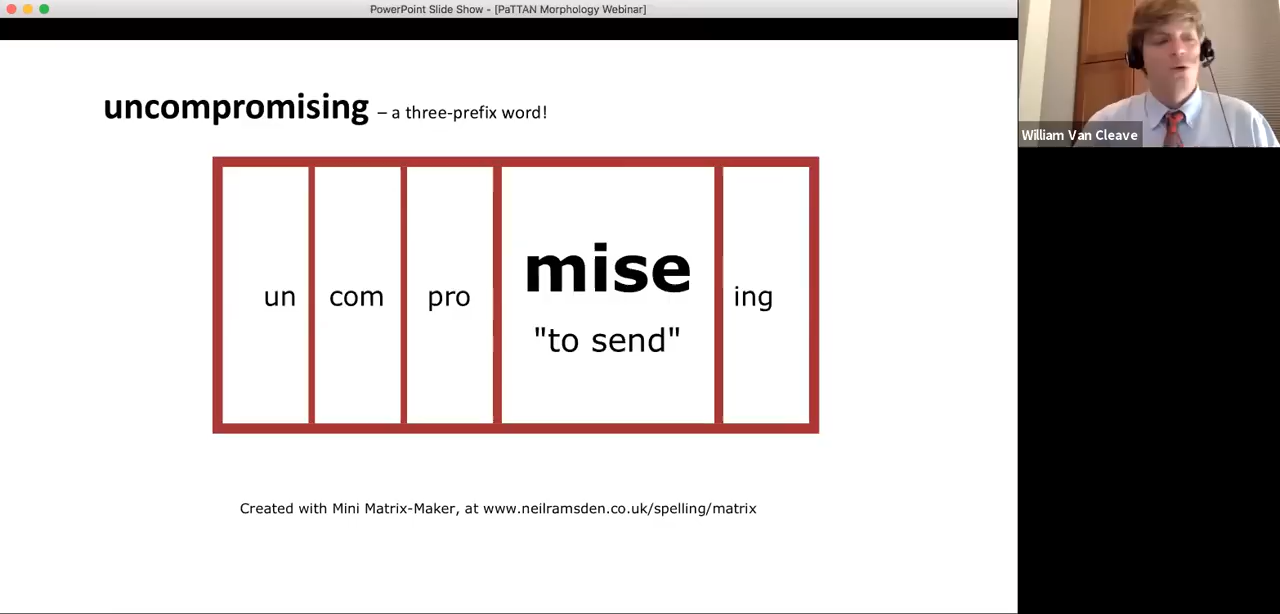 PowerPoint Slide Show - [PaTTAN Morphology Webinar]
uncompromising – a three-prefix word!
un com pro mise ing
"to send"
Created with Mini Matrix-Maker, at www.neilramsden.co.uk/spelling/matrix
William Van Cleave